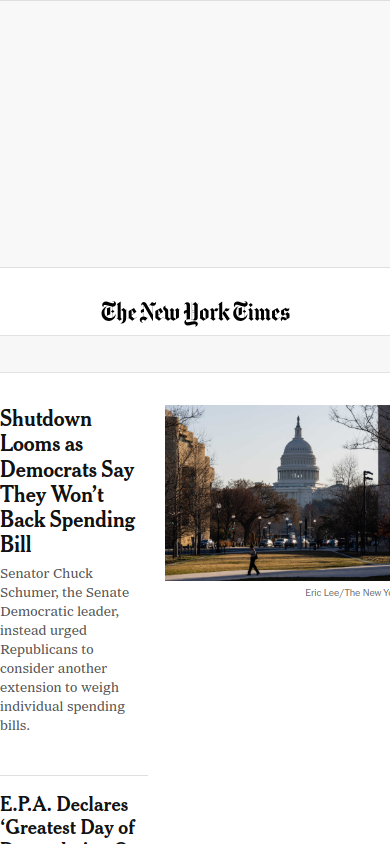 The New York Times
Shutdown
Looms as
Democrats Say
They Won’t
Back Spending
Bill
Senator Chuck
Schumer, the Senate
Democratic leader,
instead urged
Republicans to
consider another
extension to weigh
individual spending
bills.
Eric Lee/The New Yo
E.P.A. Declares
‘Greatest Day of